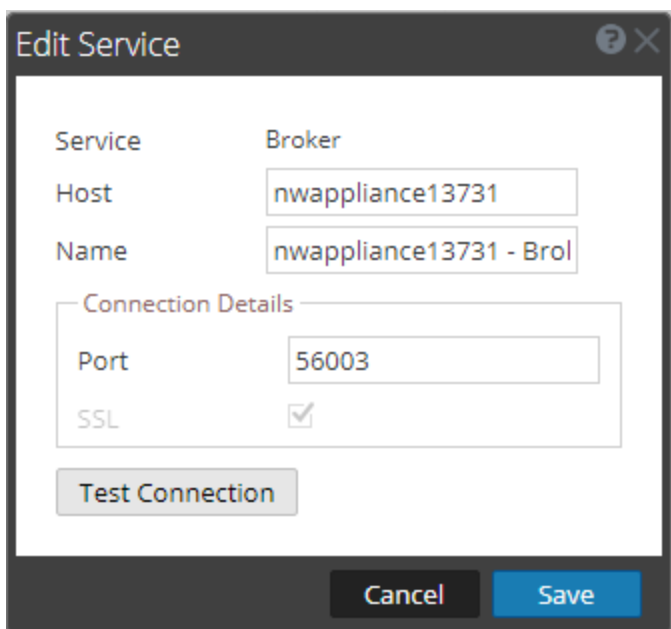 Edit Service
Service Broker
Host nwappliance13731
Name nwappliance13731 - Brol
Connection Details
Port 56003
SSL
Test Connection
Cancel Save